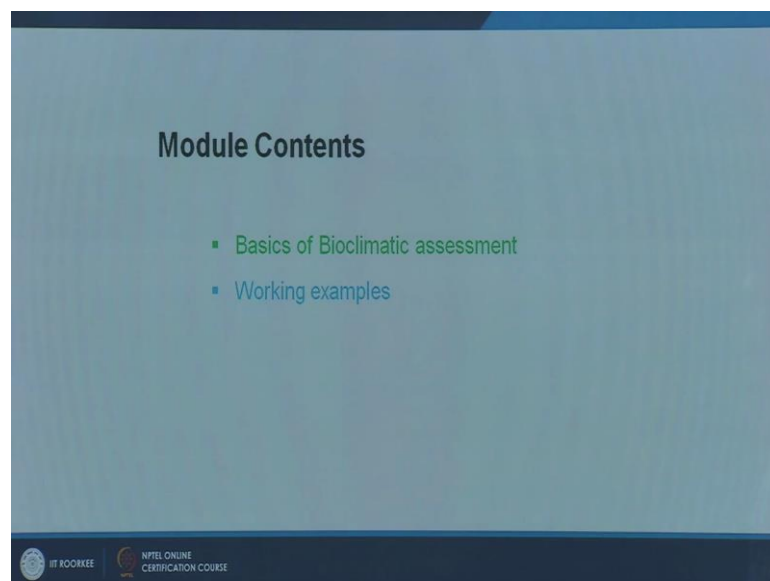 Module Contents
Basics of Bioclimatic assessment
Working examples
IIT ROORKEE
NPTEL ONLINE
CERTIFICATION COURSE